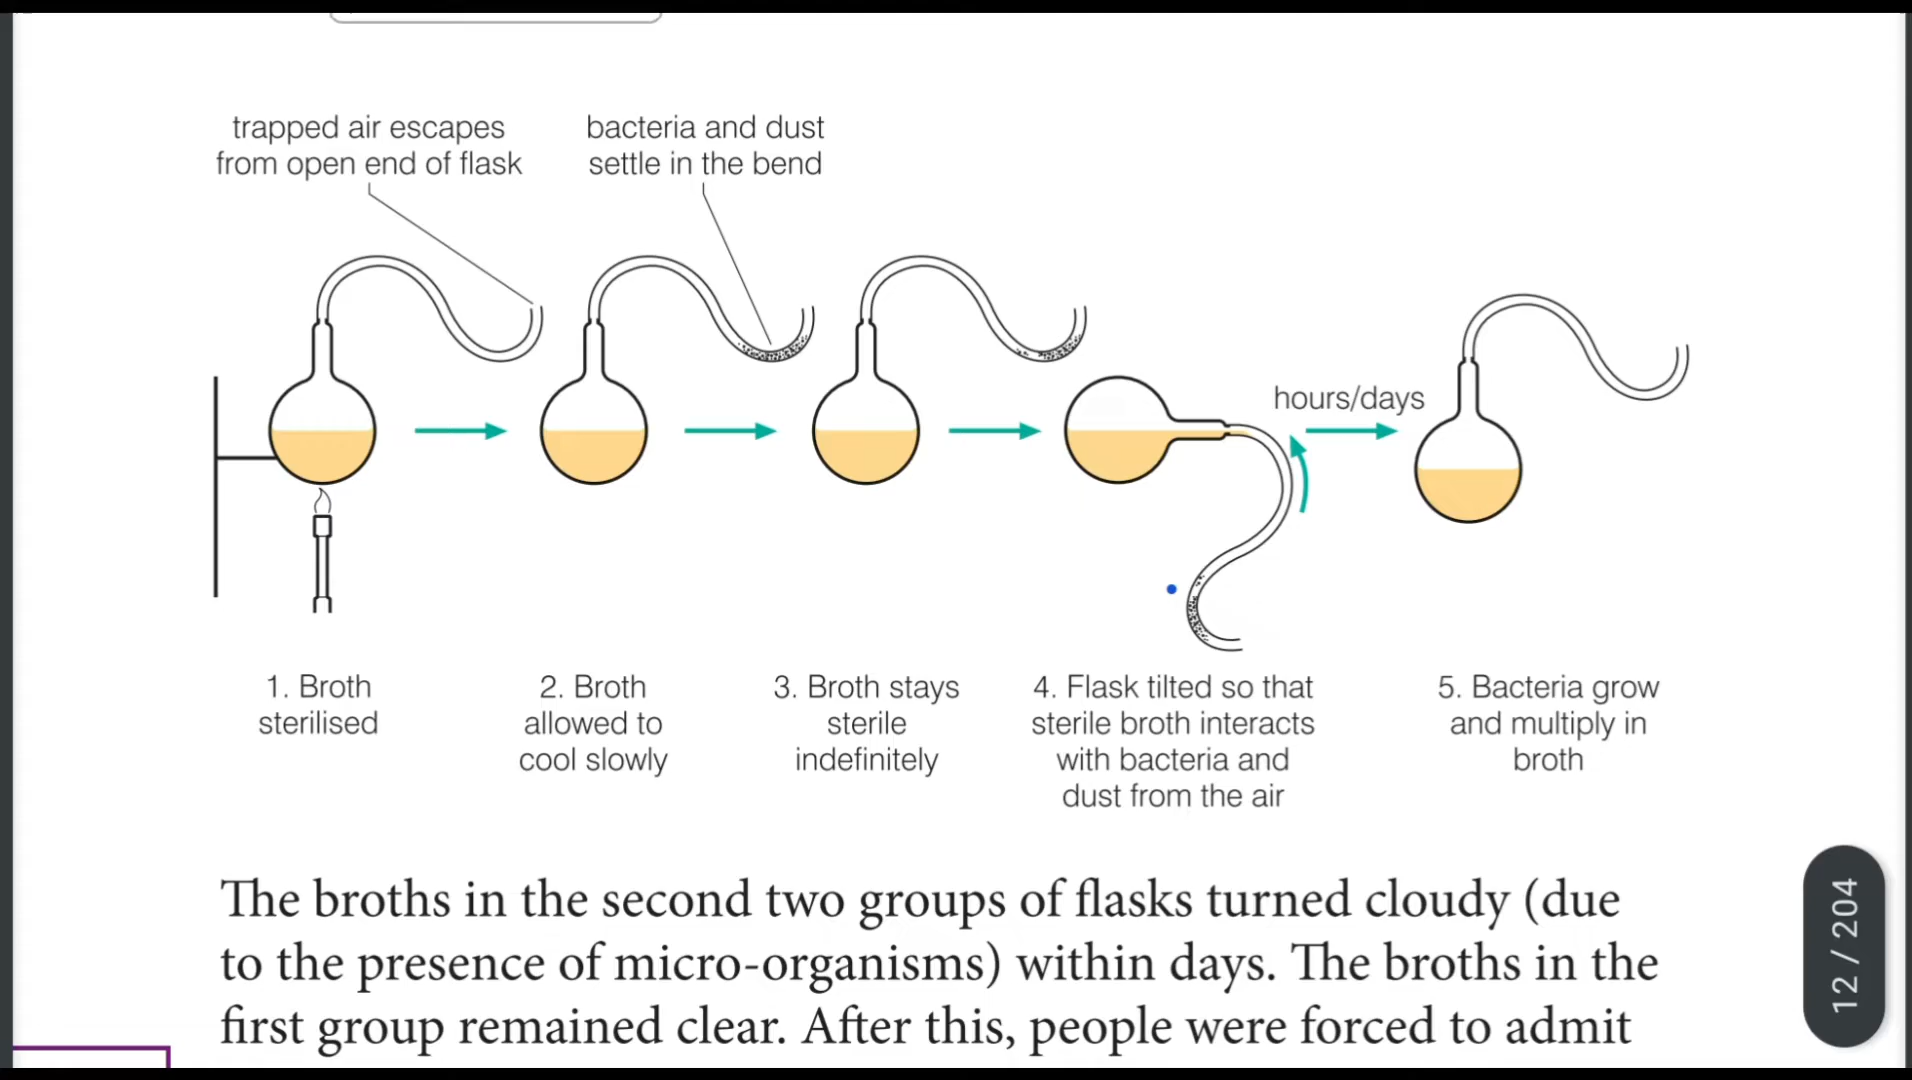 trapped air escapes
from open end of flask
bacteria and dust
settle in the bend
hours/days
1. Broth
sterilised
2. Broth
allowed to
cool slowly
3. Broth stays
sterile
indefinitely
4. Flask tilted so that
sterile broth interacts
with bacteria and
dust from the air
5. Bacteria grow
and multiply in
broth
The broths in the second two groups of flasks turned cloudy (due
to the presence of micro-organisms) within days. The broths in the
first group remained clear. After this, people were forced to admit
12 / 204